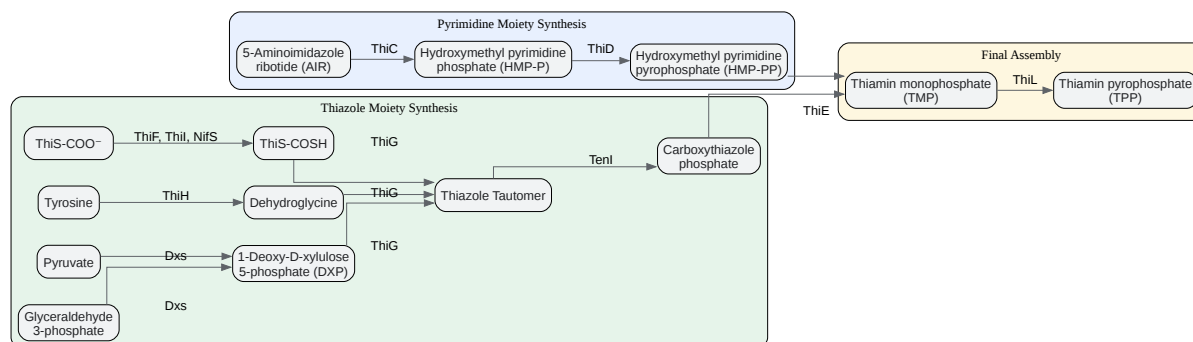 Pyrimidine Moiety Synthesis
5-Aminoimidazole
ribotide (AIR)
ThiC
Hydroxymethyl pyrimidine
phosphate (HMP-P)
ThiD
Hydroxymethyl pyrimidine
pyrophosphate (HMP-PP)
Final Assembly
Thiamin monophosphate
(TMP)
ThiL
Thiamin pyrophosphate
(TPP)
ThiE
Thiazole Moiety Synthesis
ThiS-COO⁻
ThiF, ThiI, NifS
ThiS-COSH
ThiG
TenI
Carboxythiazole
phosphate
Tyrosine
ThiH
Dehydroglycine
ThiG
Thiazole Tautomer
Pyruvate
Dxs
1-Deoxy-D-xylulose
5-phosphate (DXP)
ThiG
Glyceraldehyde
3-phosphate
Dxs